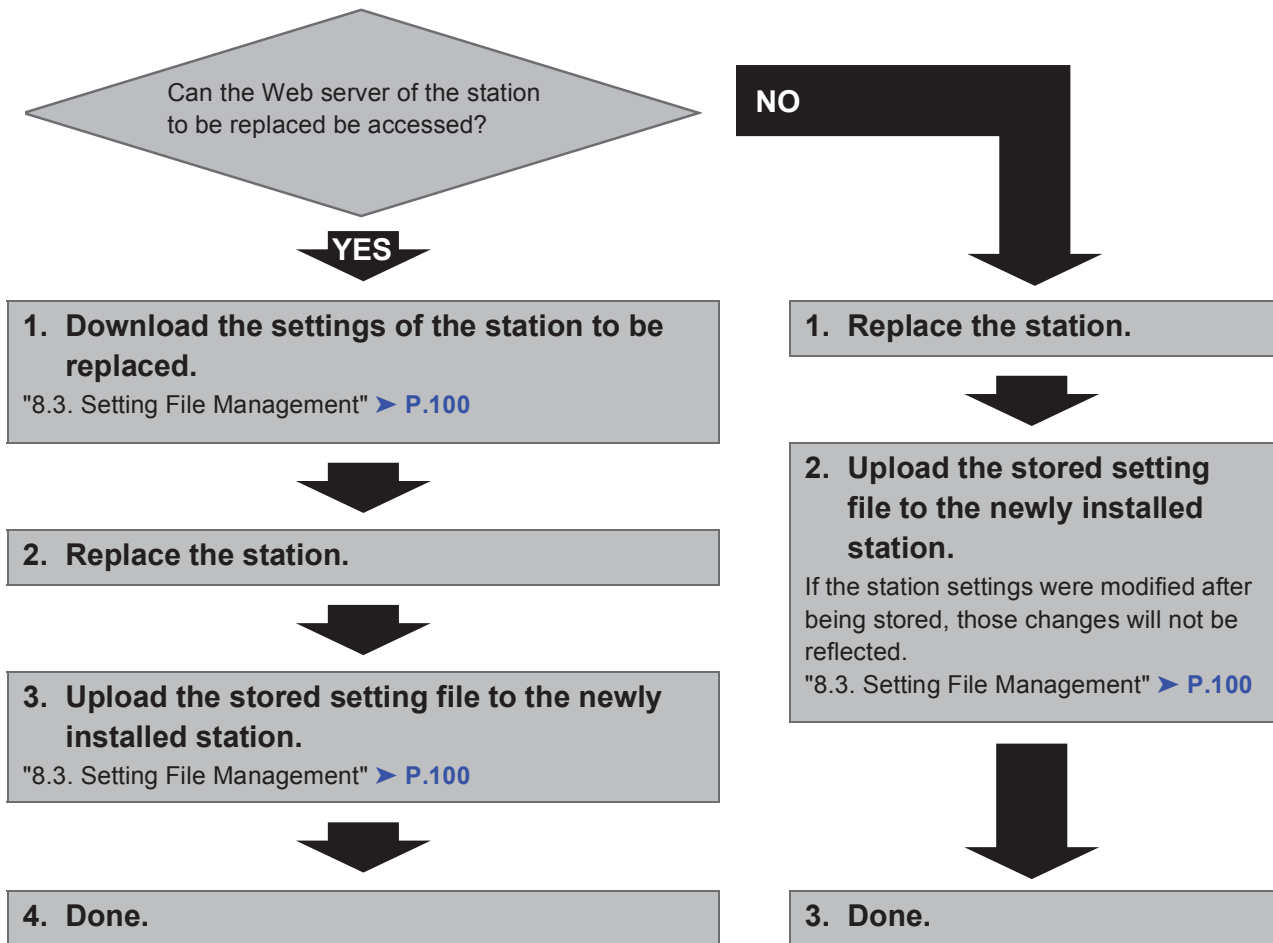 Can the Web server of the station
to be replaced be accessed?
NO
YES
1. Download the settings of the station to be
replaced.
"8.3. Setting File Management" ➤ P.100
2. Replace the station.
3. Upload the stored setting file to the newly
installed station.
"8.3. Setting File Management" ➤ P.100
4. Done.
1. Replace the station.
2. Upload the stored setting
file to the newly installed
station.
If the station settings were modified after
being stored, those changes will not be
reflected.
"8.3. Setting File Management" ➤ P.100
3. Done.